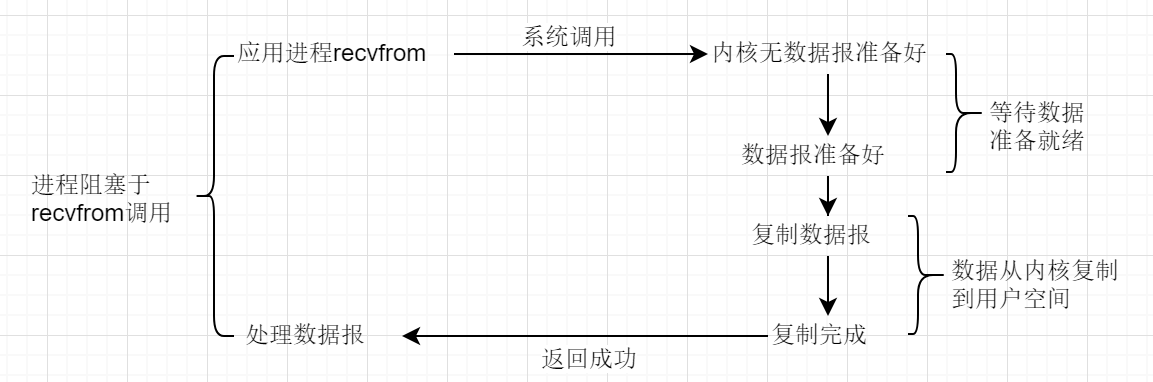 系统调用
应用进程recvfrom
内核无数据报准备好
等待数据
准备就绪
数据报准备好
进程阻塞于
recvfrom调用
复制数据报
数据从内核复制
到用户空间
处理数据报
复制完成
返回成功